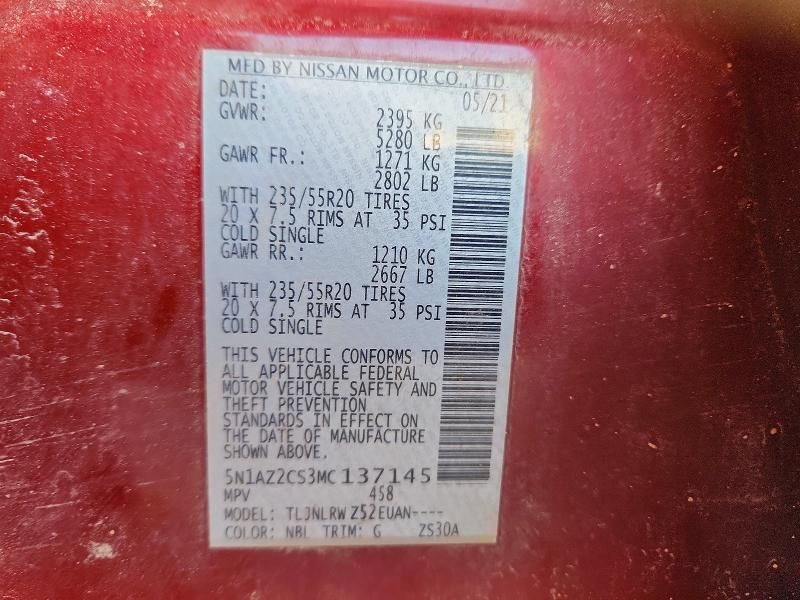 MFD BY NISSAN MOTOR CO., LTD
DATE: 05/21
GVWR: 2395 KG
5280 LB
GAWR FR.: 1271 KG
2802 LB
WITH 235/55R20 TIRES
20 X 7.5 RIMS AT 35 PSI
COLD SINGLE
GAWR RR.: 1210 KG
2667 LB
WITH 235/55R20 TIRES
20 X 7.5 RIMS AT 35 PSI
COLD SINGLE
THIS VEHICLE CONFORMS TO
ALL APPLICABLE FEDERAL
MOTOR VEHICLE SAFETY AND
THEFT PREVENTION
STANDARDS IN EFFECT ON
THE DATE OF MANUFACTURE
SHOWN ABOVE.
5N1AZ2CS3MC137145
MPV 458
MODEL: TLJNLRW Z52EUAN----
COLOR: NBL TRIM: G ZS30A